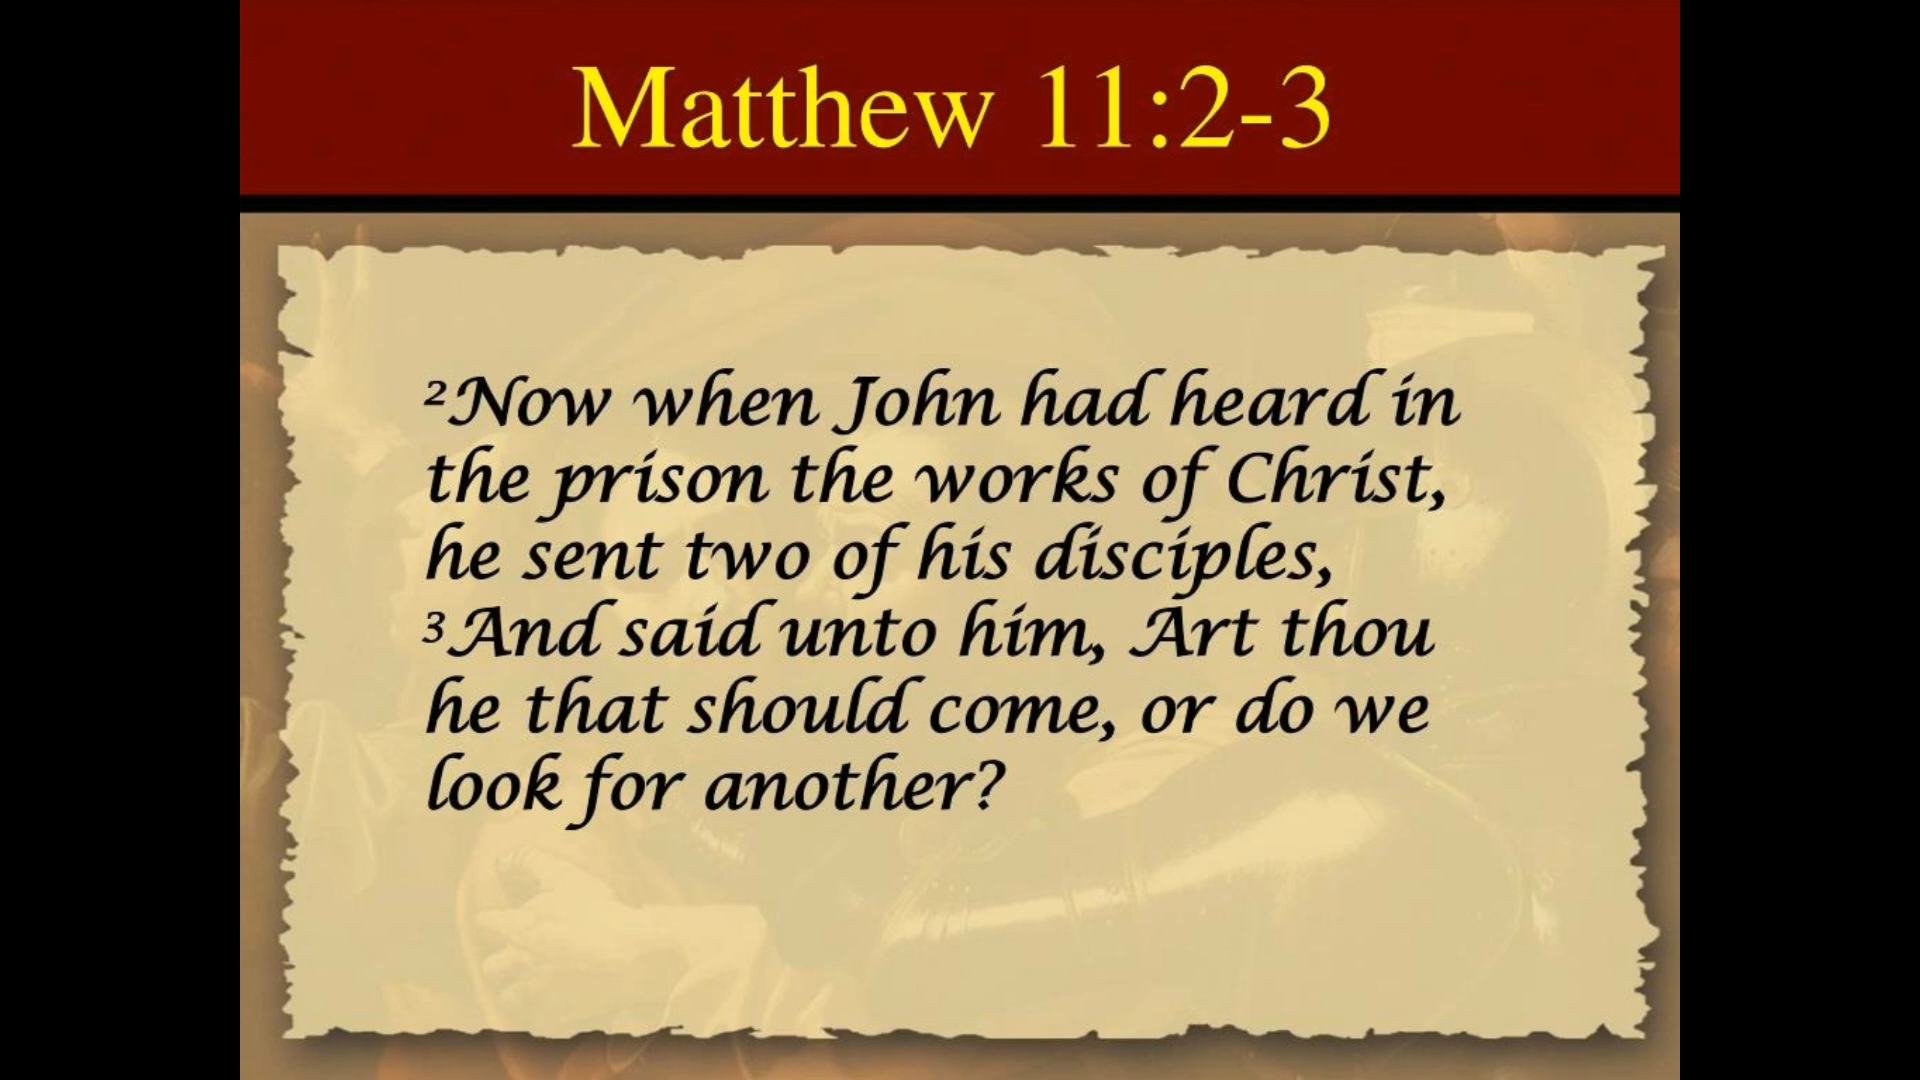 Matthew 11:2-3
²Now when John had heard in
the prison the works of Christ,
he sent two of his disciples,
³And said unto him, Art thou
he that should come, or do we
look for another?